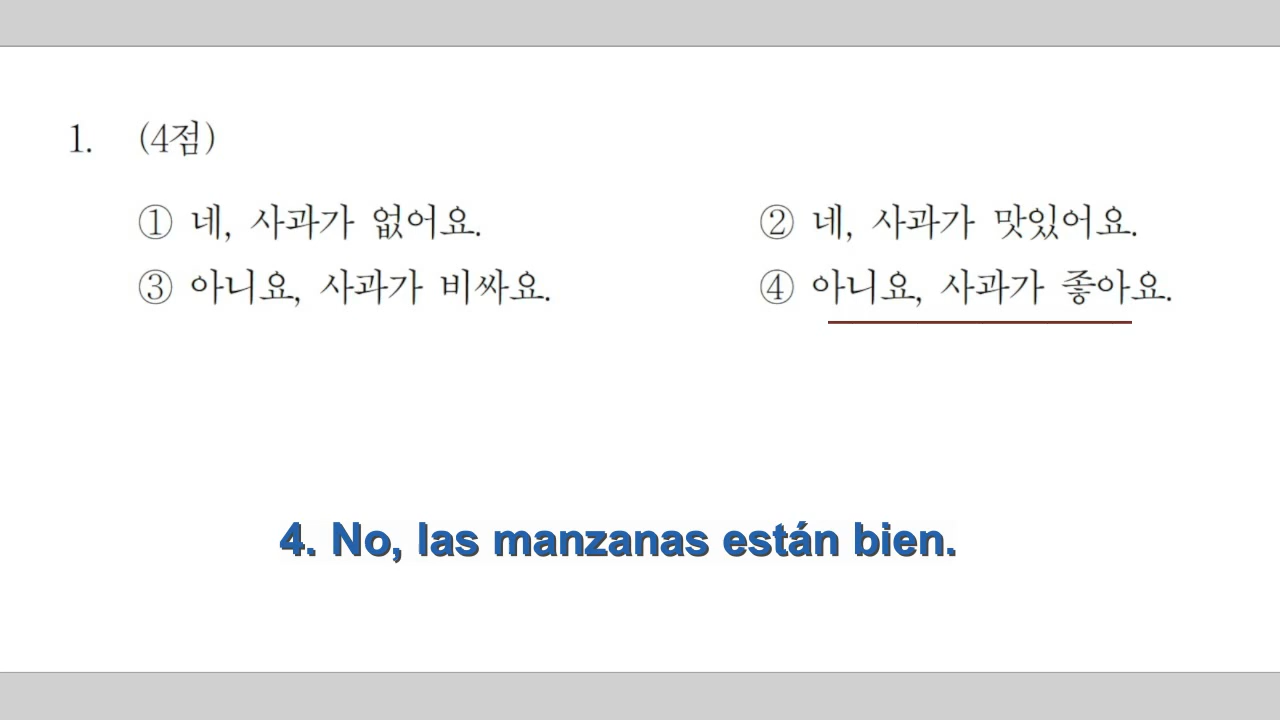 1. (4점)
① 네, 사과가 없어요. ② 네, 사과가 맛있어요.
③ 아니요, 사과가 비싸요. ④ 아니요, 사과가 좋아요.
4. No, las manzanas están bien.